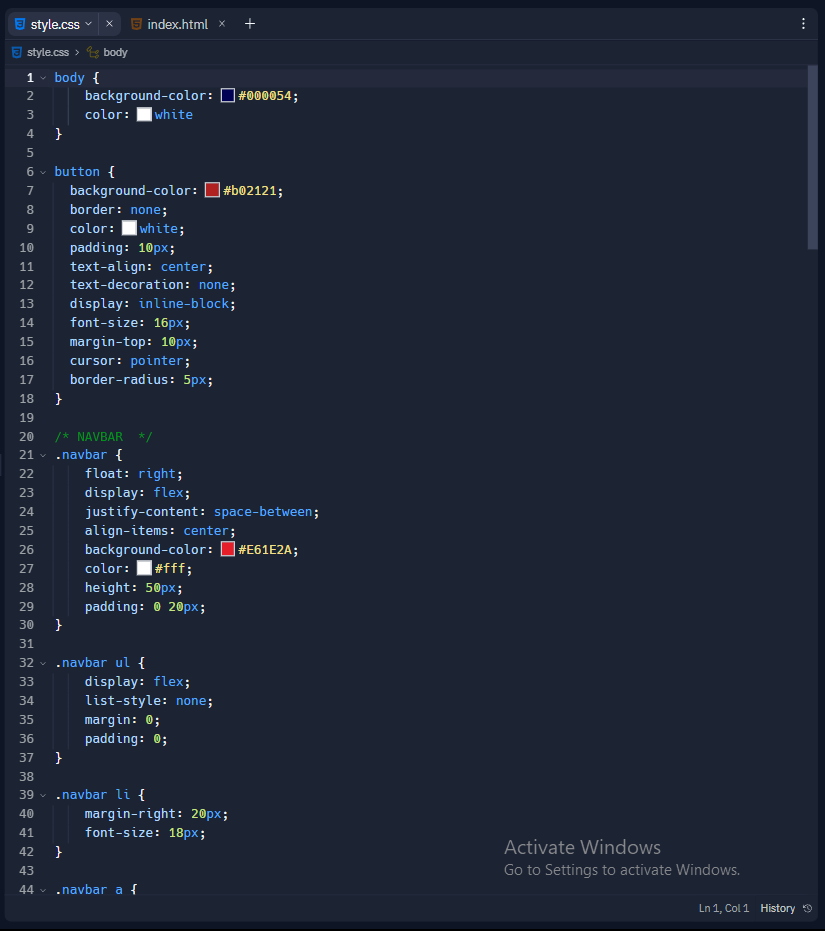 style.css
index.html
style.css > body
1 body {
2 background-color: #000054;
3 color: white
4 }
5
6 button {
7 background-color: #b02121;
8 border: none;
9 color: white;
10 padding: 10px;
11 text-align: center;
12 text-decoration: none;
13 display: inline-block;
14 font-size: 16px;
15 margin-top: 10px;
16 cursor: pointer;
17 border-radius: 5px;
18 }
19
20 /* NAVBAR  */
21 .navbar {
22 float: right;
23 display: flex;
24 justify-content: space-between;
25 align-items: center;
26 background-color: #E61E2A;
27 color: #fff;
28 height: 50px;
29 padding: 0 20px;
30 }
31
32 .navbar ul {
33 display: flex;
34 list-style: none;
35 margin: 0;
36 padding: 0;
37 }
38
39 .navbar li {
40 margin-right: 20px;
41 font-size: 18px;
42 }
43
44 .navbar a {
Activate Windows
Go to Settings to activate Windows.
Ln 1, Col 1 History